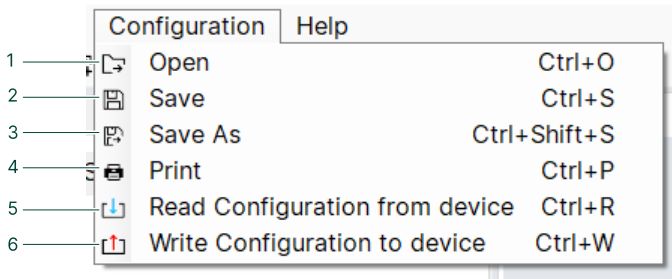 Configuration Help
1 Open Ctrl+O
2 Save Ctrl+S
3 Save As Ctrl+Shift+S
4 Print Ctrl+P
5 Read Configuration from device Ctrl+R
6 Write Configuration to device Ctrl+W